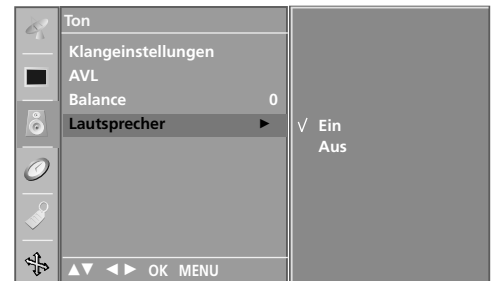 Ton
Klangeinstellungen
AVL
Balance 0
Lautsprecher ►
√ Ein
Aus
▲▼ ◄► OK MENU